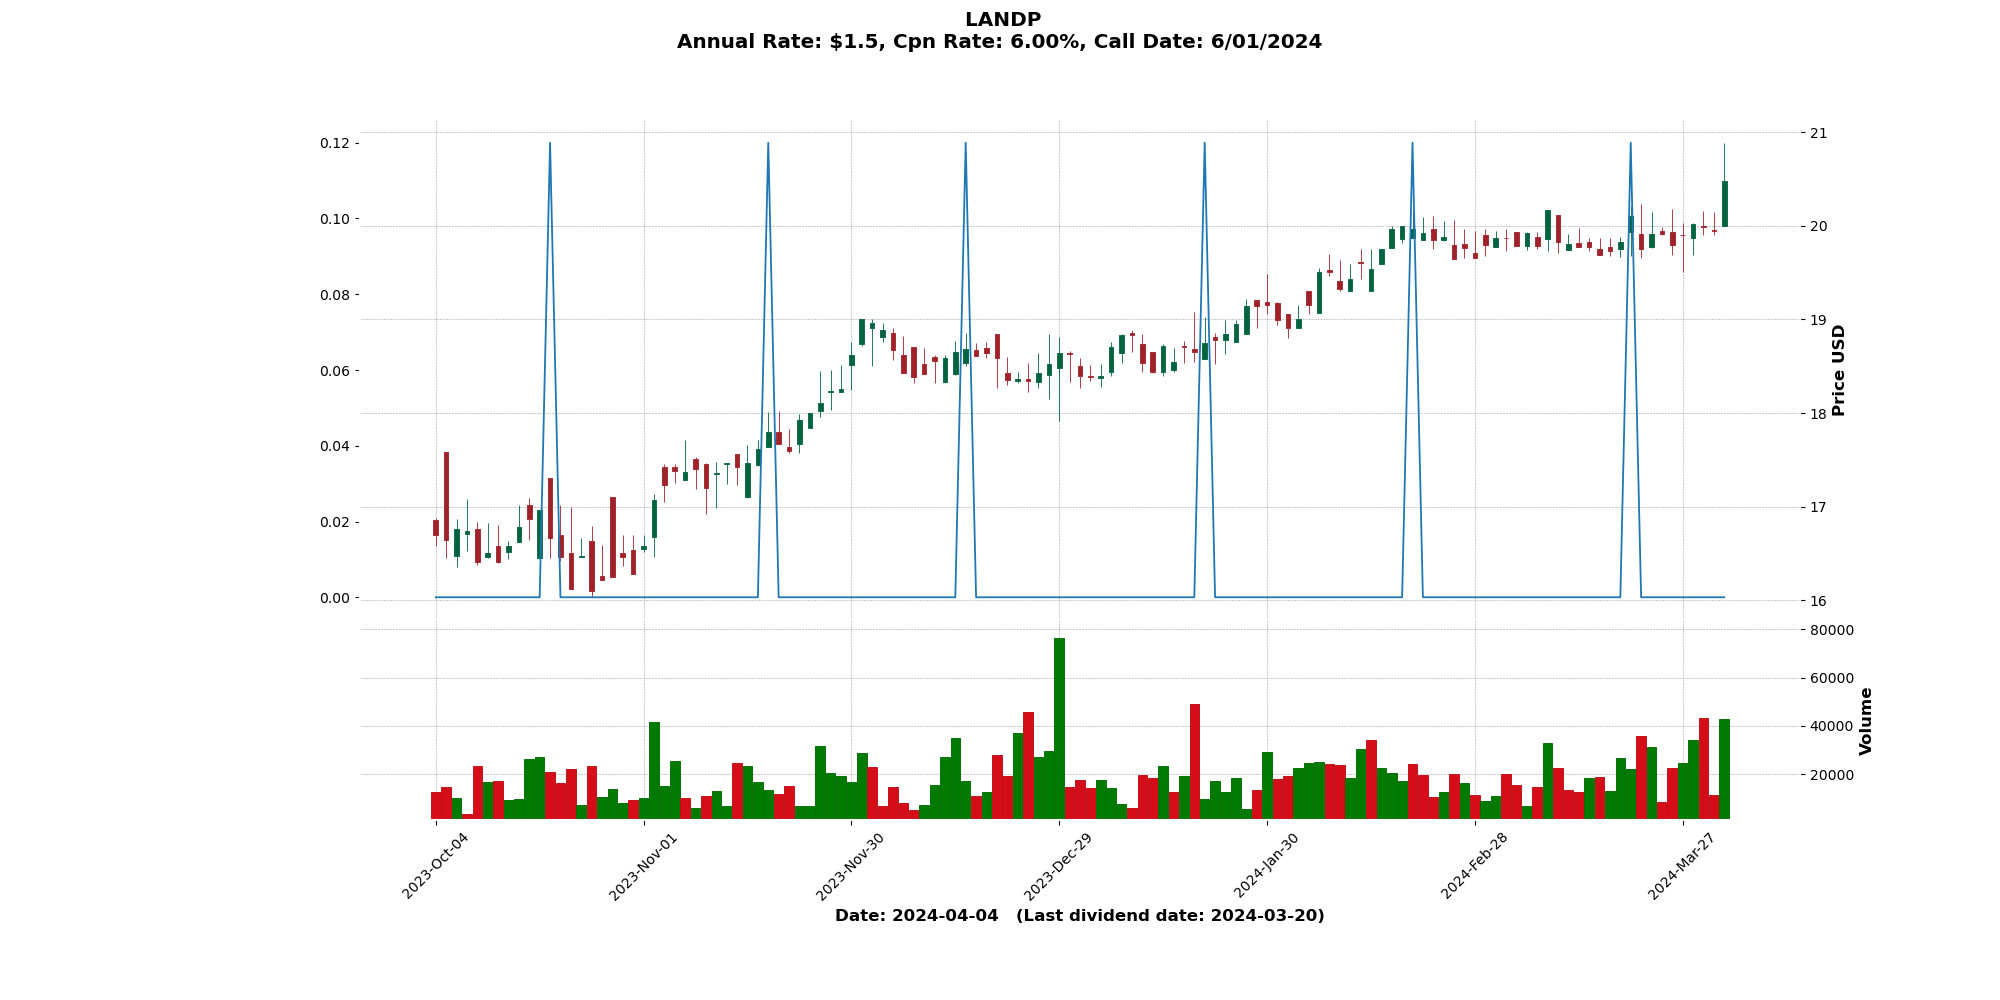 LANDP
Annual Rate: $1.5, Cpn Rate: 6.00%, Call Date: 6/01/2024
0.12
0.10
0.08
0.06
0.04
0.02
0.00
21
20
19
18
17
16
Price USD
80000
60000
40000
20000
Volume
2023-Oct-04
2023-Nov-01
2023-Nov-30
2023-Dec-29
2024-Jan-30
2024-Feb-28
2024-Mar-27
Date: 2024-04-04 (Last dividend date: 2024-03-20)